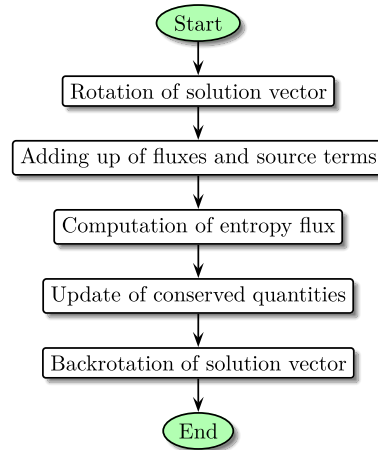 Start
Rotation of solution vector
Adding up of fluxes and source terms
Computation of entropy flux
Update of conserved quantities
Backrotation of solution vector
End